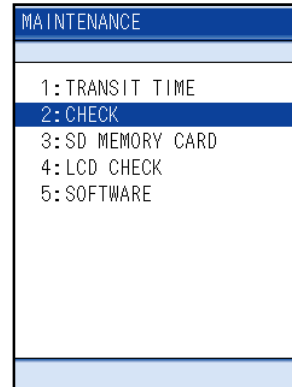 MAINTENANCE
1:TRANSIT TIME
2:CHECK
3:SD MEMORY CARD
4:LCD CHECK
5:SOFTWARE